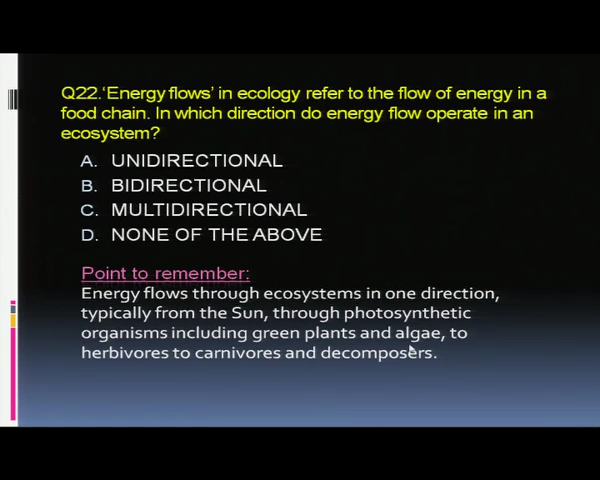 Q22.‘Energy flows’ in ecology refer to the flow of energy in a
food chain. In which direction do energy flow operate in an
ecosystem?
A. UNIDIRECTIONAL
B. BIDIRECTIONAL
C. MULTIDIRECTIONAL
D. NONE OF THE ABOVE
Point to remember:
Energy flows through ecosystems in one direction,
typically from the Sun, through photosynthetic
organisms including green plants and algae, to
herbivores to carnivores and decomposers.